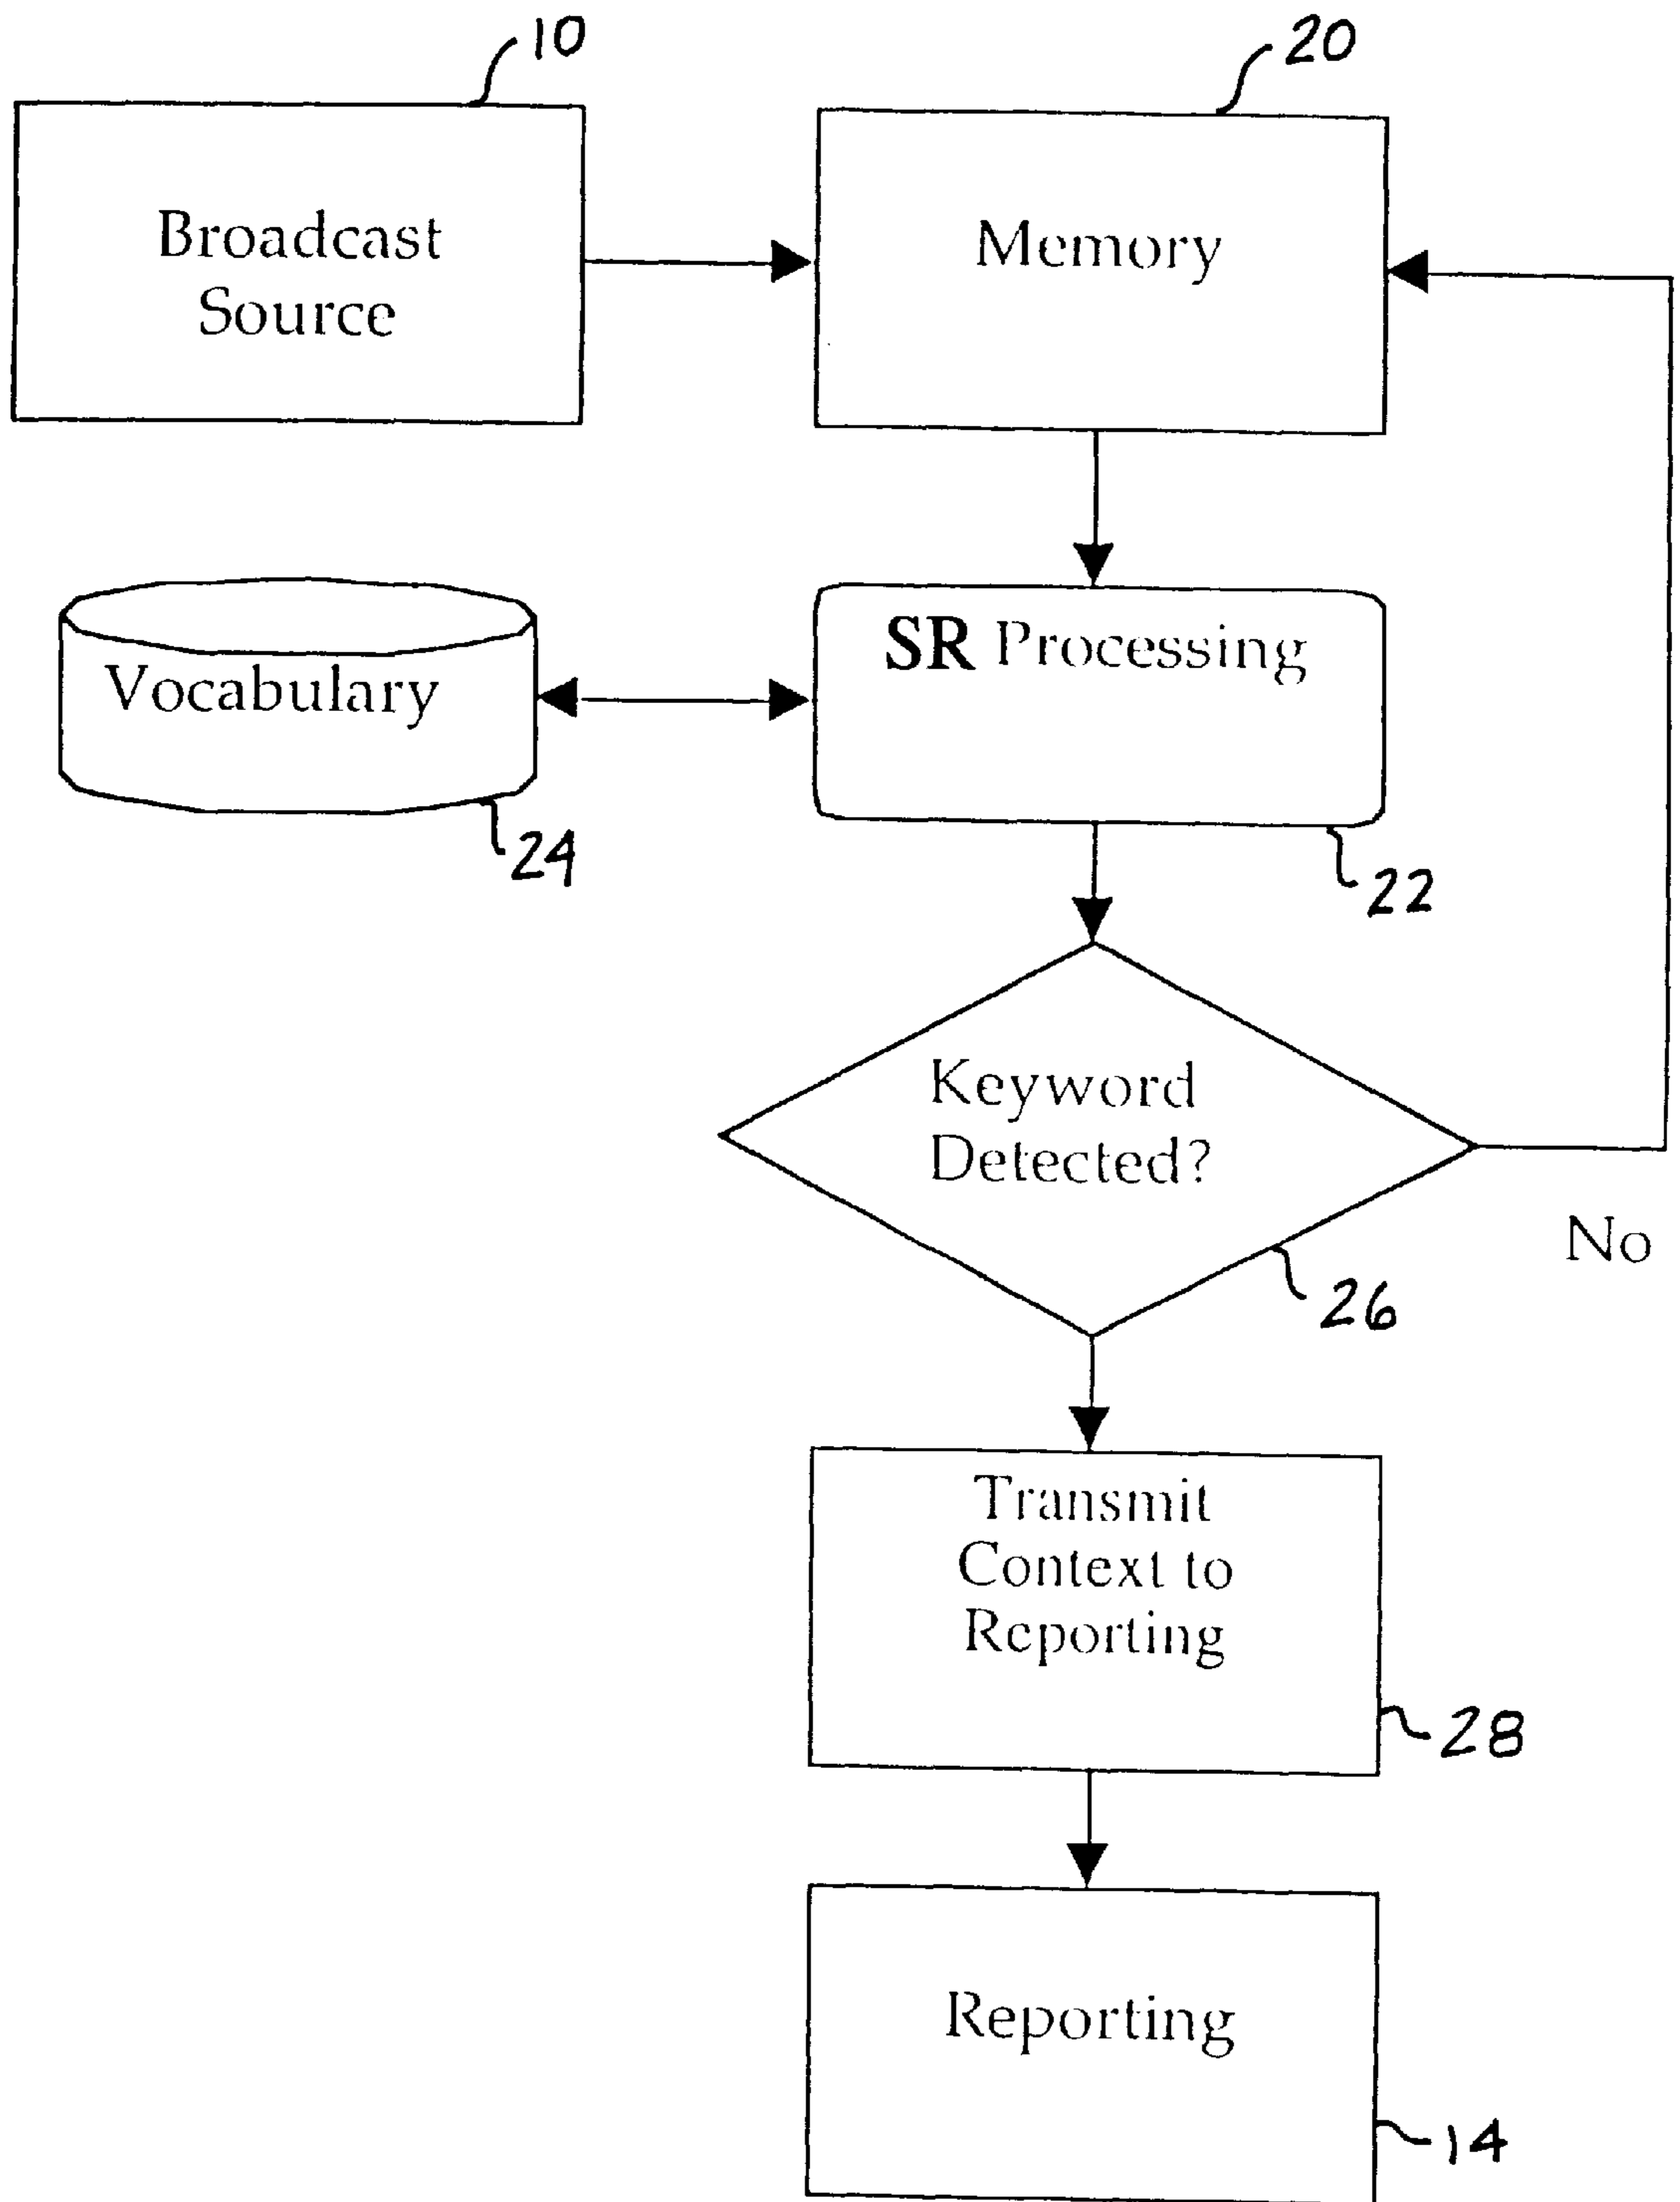 10
20
Broadcast
Source
Memory
SR Processing
Vocabulary
24
22
Keyword
Detected?
No
26
Transmit
Context to
Reporting
28
Reporting
14